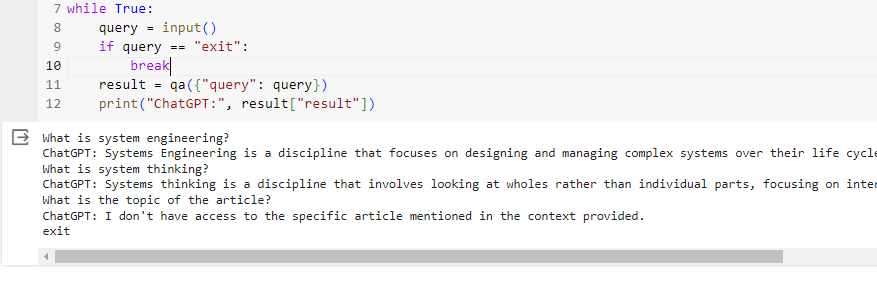 7 while True:
8     query = input()
9     if query == "exit":
10         break
11     result = qa({"query": query})
12     print("ChatGPT:", result["result"])
What is system engineering?
ChatGPT: Systems Engineering is a discipline that focuses on designing and managing complex systems over their life cycle
What is system thinking?
ChatGPT: Systems thinking is a discipline that involves looking at wholes rather than individual parts, focusing on
What is the topic of the article?
ChatGPT: I don't have access to the specific article mentioned in the context provided.
exit